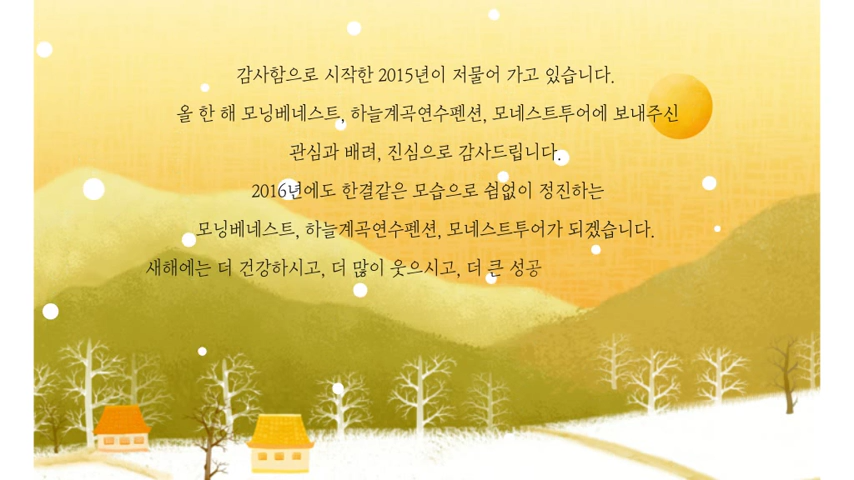 감사함으로 시작한 2015년이 저물어 가고 있습니다.
올 한 해 모닝베네스트, 하늘계곡연수펜션, 모네스트투어에 보내주신
관심과 배려, 진심으로 감사드립니다.
2016년에도 한결같은 모습으로 쉼없이 정진하는
모닝베네스트, 하늘계곡연수펜션, 모네스트투어가 되겠습니다.
새해에는 더 건강하시고, 더 많이 웃으시고, 더 큰 성공